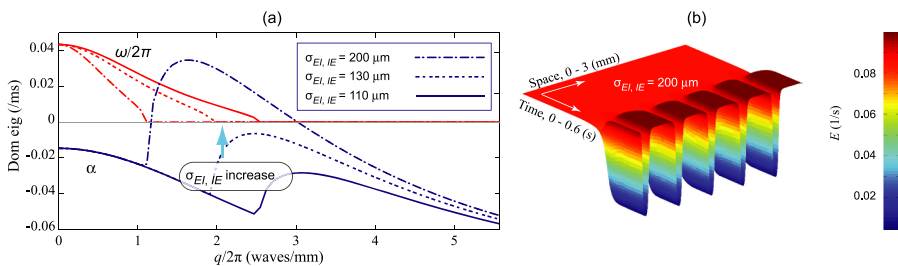 (a)
0.04
0.02
0
-0.02
-0.04
-0.06
Dom eig (/ms)
ω/2π
α
σEI, IE = 200 μm
σEI, IE = 130 μm
σEI, IE = 110 μm
σEI, IE increase
0 1 2 3 4 5
q/2π (waves/mm)
(b)
Space, 0 - 3 (mm)
Time, 0 - 0.6 (s)
σEI, IE = 200 μm
0.08
0.06
0.04
0.02
E (1/s)